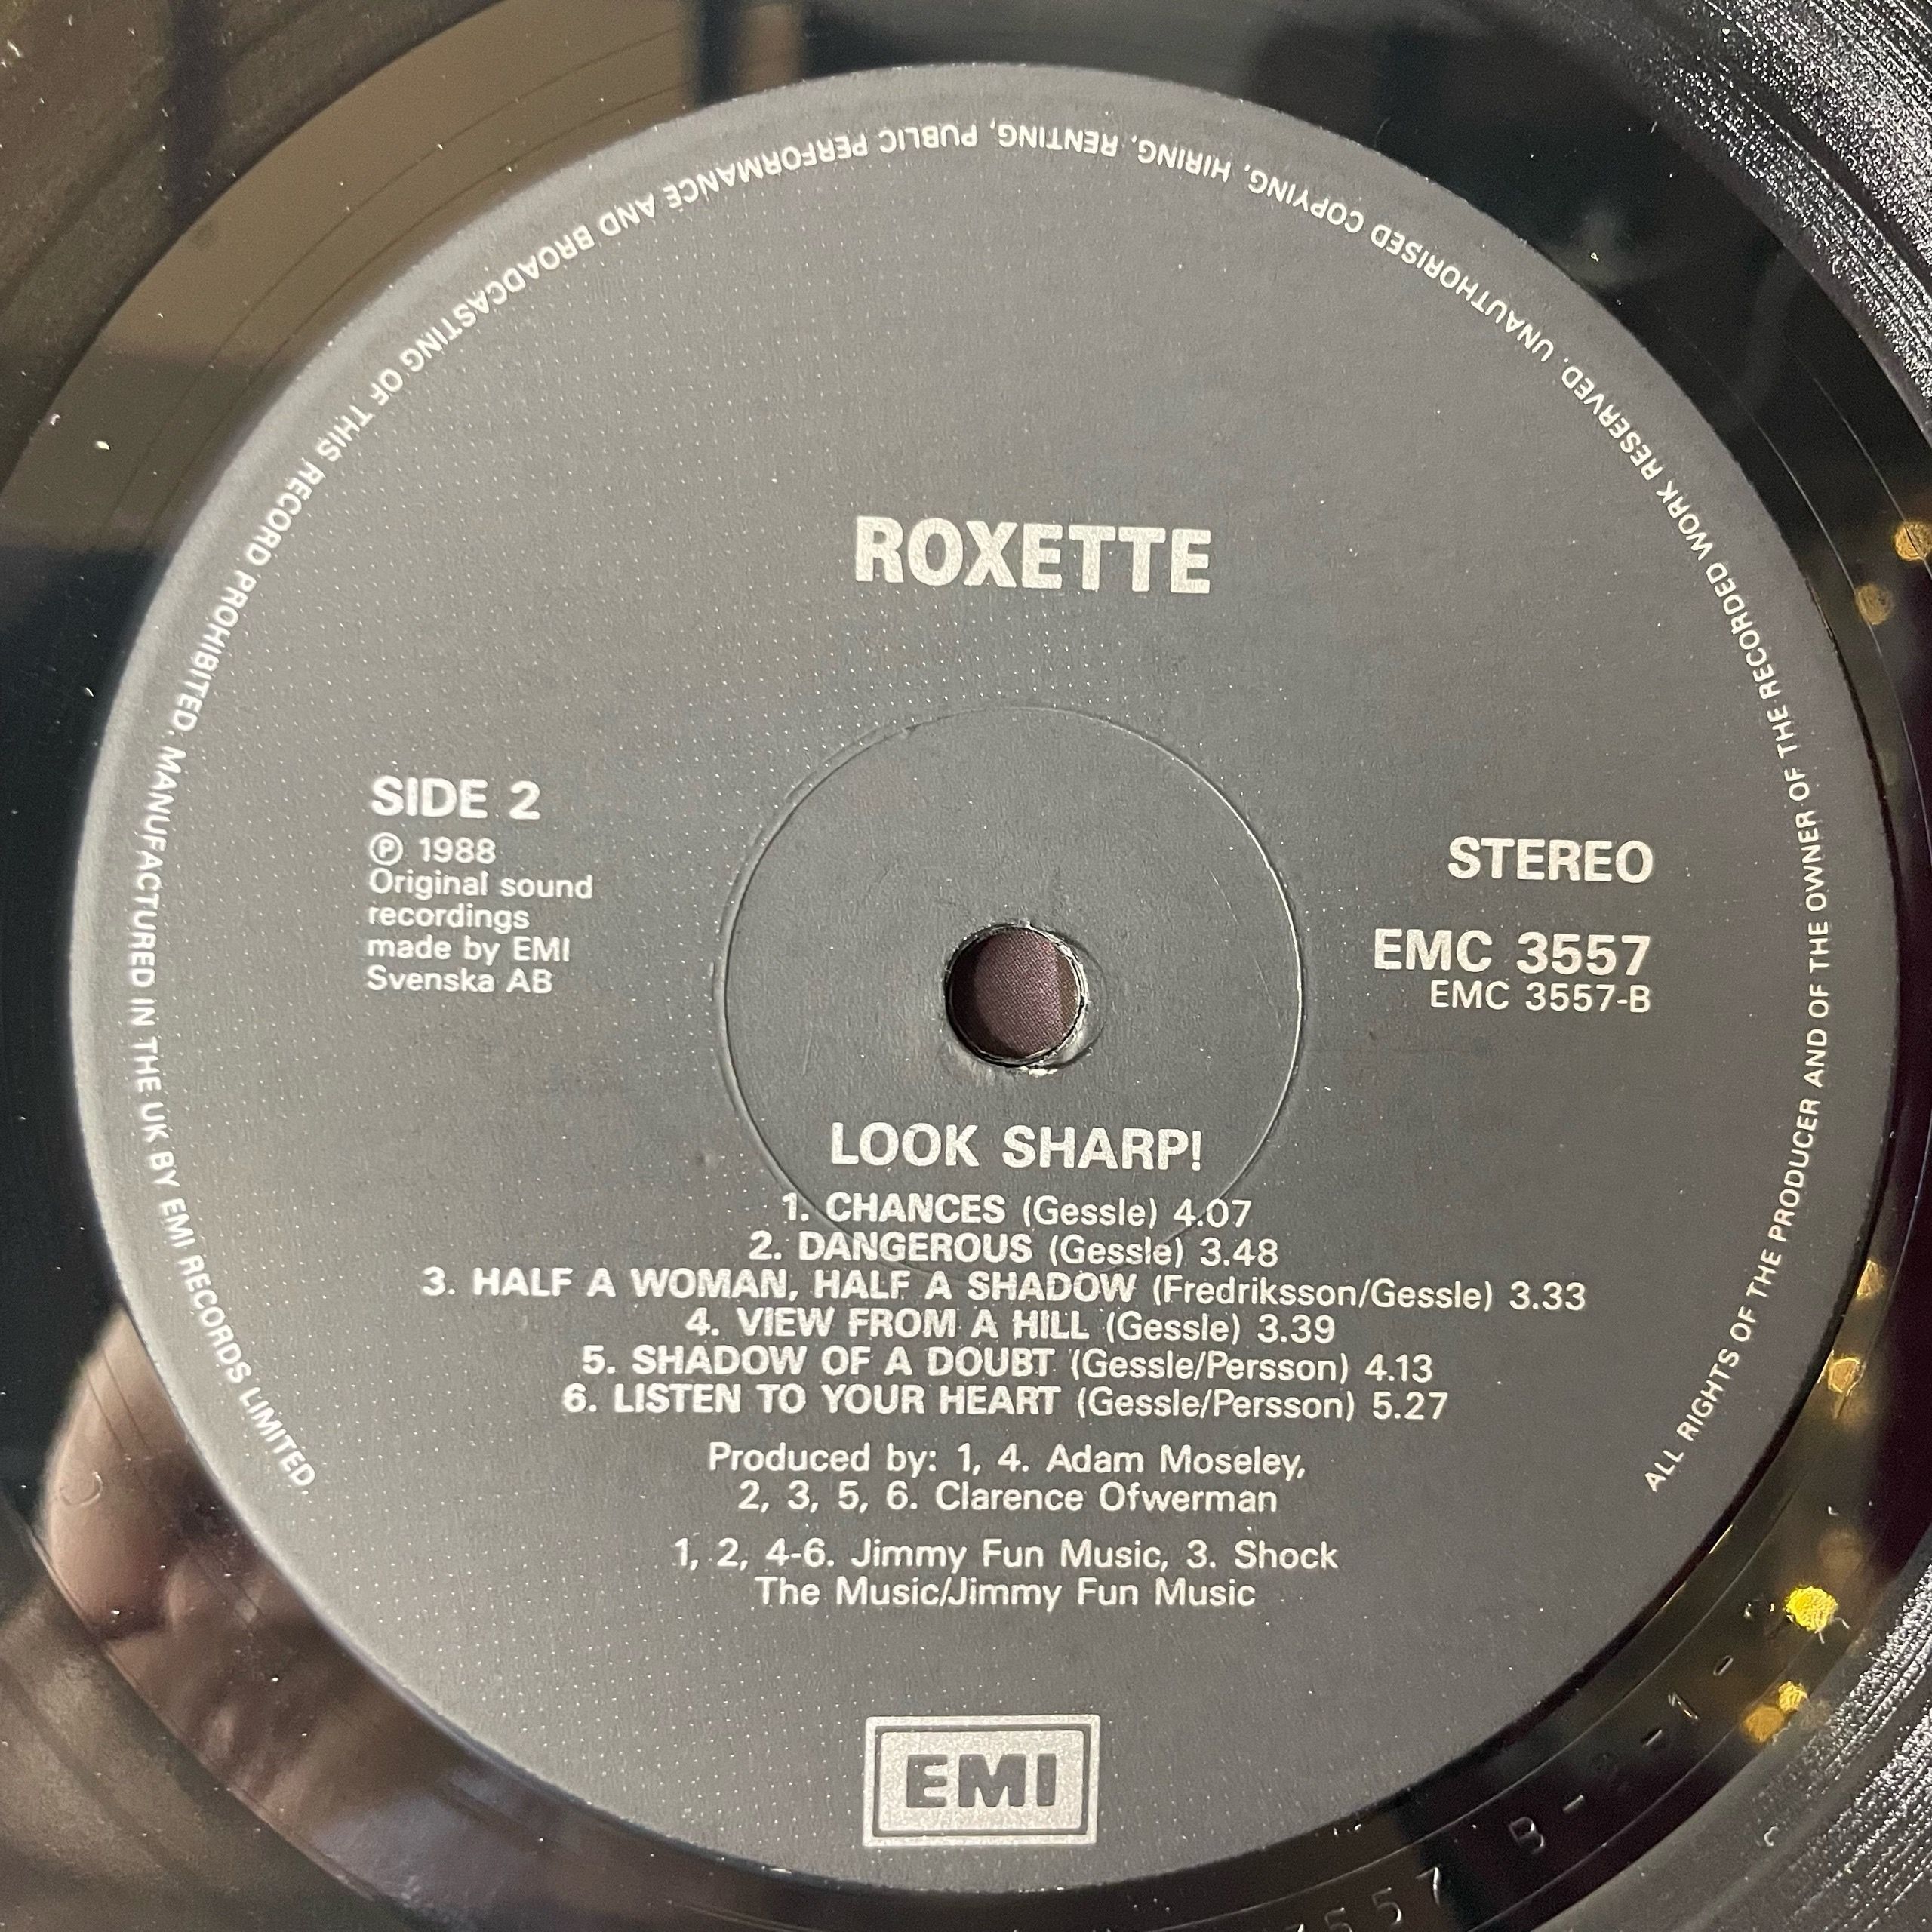 ALL RIGHTS OF THE PRODUCER AND OF THE OWNER OF THE RECORDED WORK RESERVED. UNAUTHORISED COPYING, HIRING, RENTING, PUBLIC PERFORMANCE AND BROADCASTING OF THIS RECORD PROHIBITED. MANUFACTURED IN THE UK BY EMI RECORDS LIMITED.
ROXETTE
SIDE 2
Ⓟ 1988
Original sound
recordings
made by EMI
Svenska AB
STEREO
EMC 3557
EMC 3557-B
LOOK SHARP!
1. CHANCES (Gessle) 4.07
2. DANGEROUS (Gessle) 3.48
3. HALF A WOMAN, HALF A SHADOW (Fredriksson/Gessle) 3.33
4. VIEW FROM A HILL (Gessle) 3.39
5. SHADOW OF A DOUBT (Gessle/Persson) 4.13
6. LISTEN TO YOUR HEART (Gessle/Persson) 5.27
Produced by: 1, 4. Adam Moseley,
2, 3, 5, 6. Clarence Ofwerman
1, 2, 4-6. Jimmy Fun Music, 3. Shock
The Music/Jimmy Fun Music
EMI